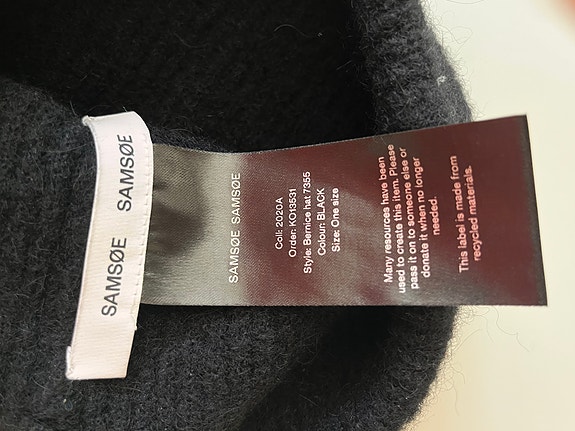 SAMSØE SAMSØE
SAMSØE SAMSØE
Coll: 2020A
Order: KO13531
Style: Bernice hat 7355
Colour: BLACK
Size: One size
Many resources have been
used to create this item. Please
pass it on to someone else or
donate it when no longer
needed.
This label is made from
recycled materials.